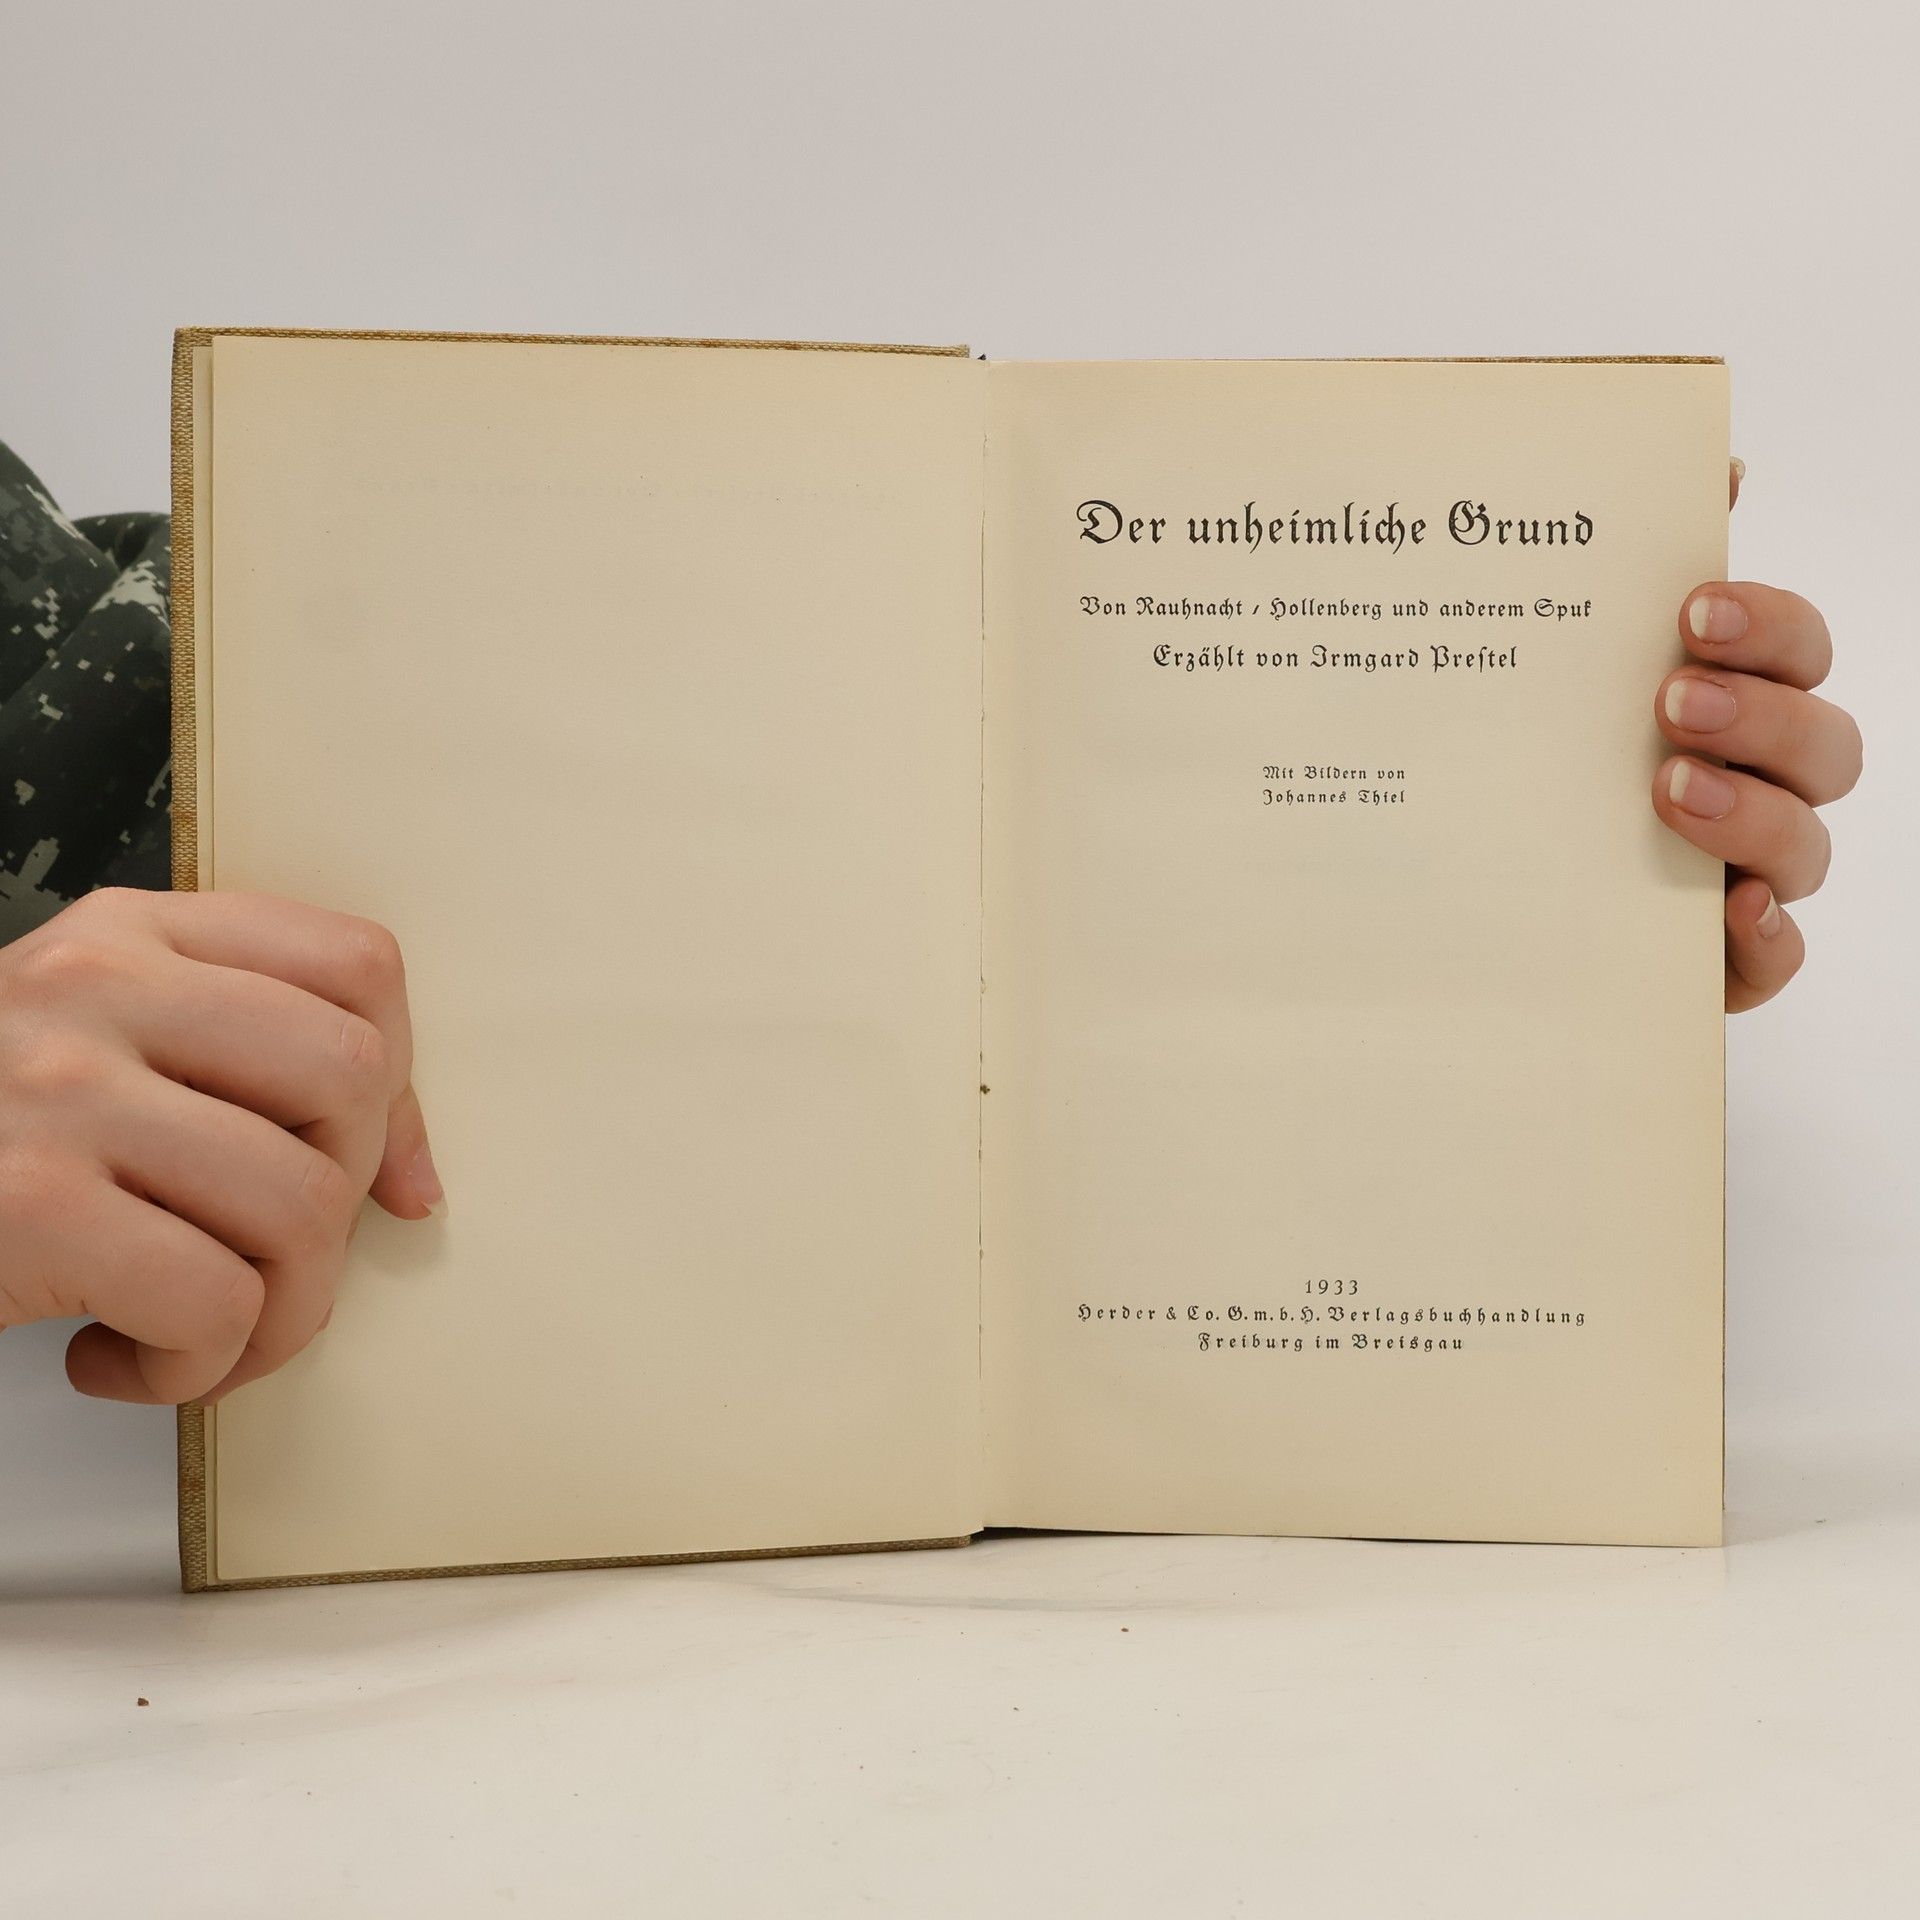 Der unheimliche Grund
Von Rauhnacht / Hollenberg und anderem Spuk
Erzählt von Irmgard Preſtel
Mit Bildern von
Johannes Thiel
1933
Herder & Co. G.m.b.H. Verlagsbuchhandlung
Freiburg im Breisgau